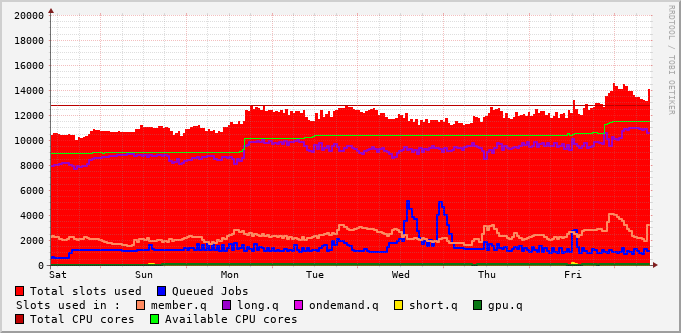 20000
18000
16000
14000
12000
10000
8000
6000
4000
2000
0
Sat Sun Mon Tue Wed Thu Fri
RRDTOOL / TOBI OETIKER
Total slots used Queued Jobs
Slots used in : member.q long.q ondemand.q short.q gpu.q
Total CPU cores Available CPU cores